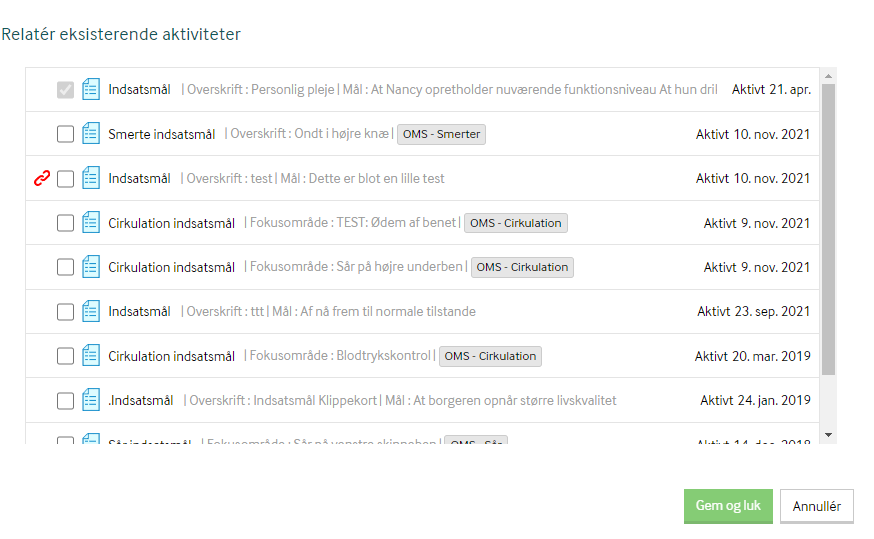 Relatér eksisterende aktiviteter
Indsatsmål | Overskrift : Personlig pleje | Mål : At Nancy opretholder nuværende funktionsniveau At hun dril Aktivt 21. apr.
Smerte indsatsmål | Overskrift : Ondt i højre knæ | OMS - Smerter Aktivt 10. nov. 2021
Indsatsmål | Overskrift : test | Mål : Dette er blot en lille test Aktivt 10. nov. 2021
Cirkulation indsatsmål | Fokusområde : TEST: Ødem af benet | OMS - Cirkulation Aktivt 9. nov. 2021
Cirkulation indsatsmål | Fokusområde : Sår på højre underben | OMS - Cirkulation Aktivt 9. nov. 2021
Indsatsmål | Overskrift : ttt | Mål : Af nå frem til normale tilstande Aktivt 23. sep. 2021
Cirkulation indsatsmål | Fokusområde : Blodtrykskontrol | OMS - Cirkulation Aktivt 20. mar. 2019
.Indsatsmål | Overskrift : Indsatsmål Klippekort | Mål : At borgeren opnår større livskvalitet Aktivt 24. jan. 2019
Sår indsatsmål | Fokusområde : Sår på venstre skinneben | OMS - Sår Aktivt 14. dec. 2018
Gem og luk Annullér